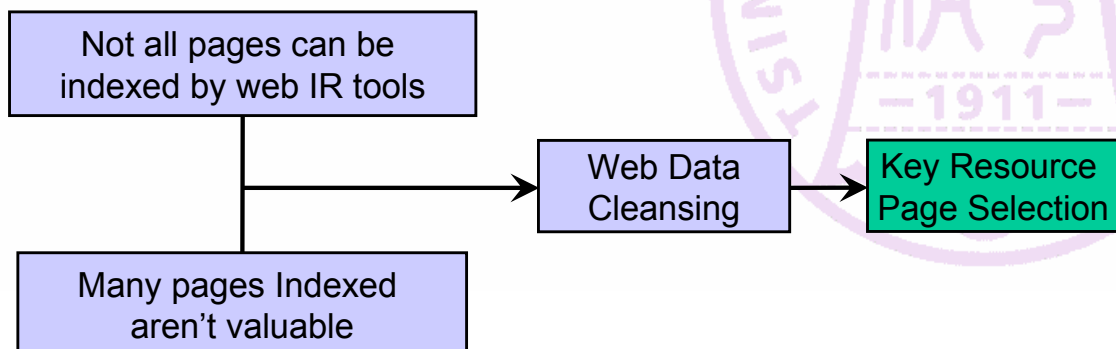 Not all pages can be
indexed by web IR tools
Web Data
Cleansing
Key Resource
Page Selection
Many pages Indexed
aren't valuable
—1911—